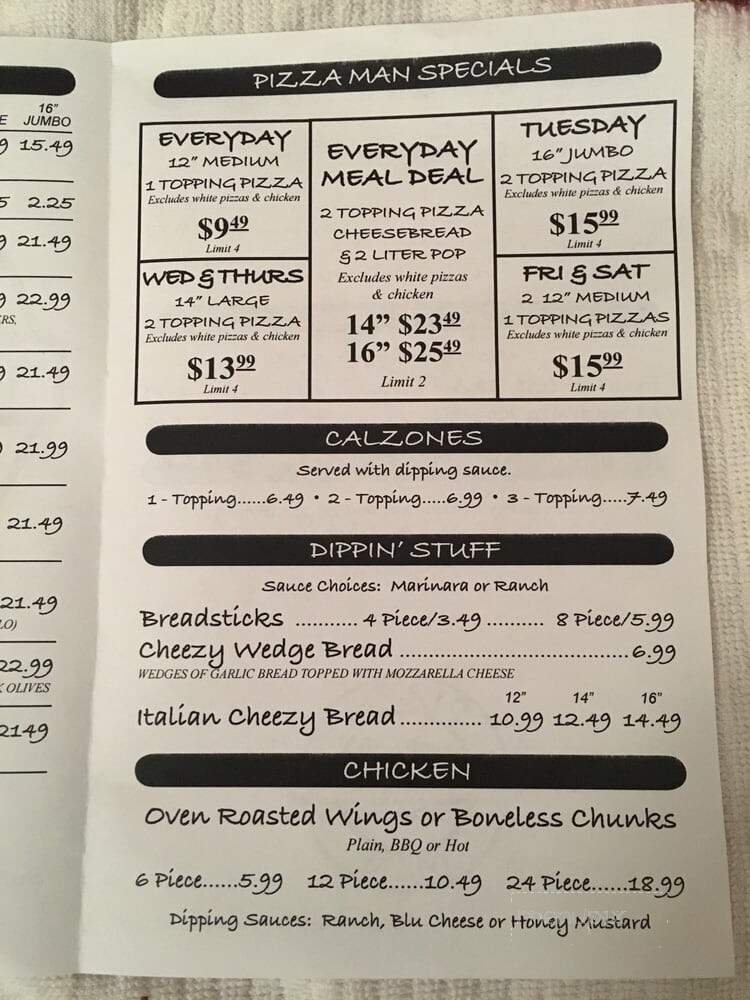 16"
E JUMBO
9 15.49
5 2.25
9 21.49
9 22.99
RS,
9 21.49
) 21.99
21.49
21.49
LO)
22.99
K OLIVES
2149
PIZZA MAN SPECIALS
EVERYDAY
12" MEDIUM
1 TOPPING PIZZA
Excludes white pizzas & chicken
$9.49
Limit 4
WED & THURS
14" LARGE
2 TOPPING PIZZA
Excludes white pizzas & chicken
$13.99
Limit 4
EVERYDAY
MEAL DEAL
2 TOPPING PIZZA
CHEESEBREAD
& 2 LITER POP
Excludes white pizzas
& chicken
14" $23.49
16" $25.49
Limit 2
TUESDAY
16" JUMBO
2 TOPPING PIZZA
Excludes white pizzas & chicken
$15.99
Limit 4
FRI & SAT
2 12" MEDIUM
1 TOPPING PIZZAS
Excludes white pizzas & chicken
$15.99
Limit 4
CALZONES
Served with dipping sauce.
1 - Topping......6.49 • 2 - Topping.....6.99 • 3 - Topping.....7.49
DIPPIN' STUFF
Sauce Choices: Marinara or Ranch
Breadsticks ............ 4 Piece/3.49 .......... 8 Piece/5.99
Cheezy Wedge Bread ........................................ 6.99
WEDGES OF GARLIC BREAD TOPPED WITH MOZZARELLA CHEESE
12" 14" 16"
Italian Cheezy Bread .............. 10.99 12.49 14.49
CHICKEN
Oven Roasted Wings or Boneless Chunks
Plain, BBQ or Hot
6 Piece......5.99 12 Piece......10.49 24 Piece......18.99
Dipping Sauces: Ranch, Blu Cheese or Honey Mustard